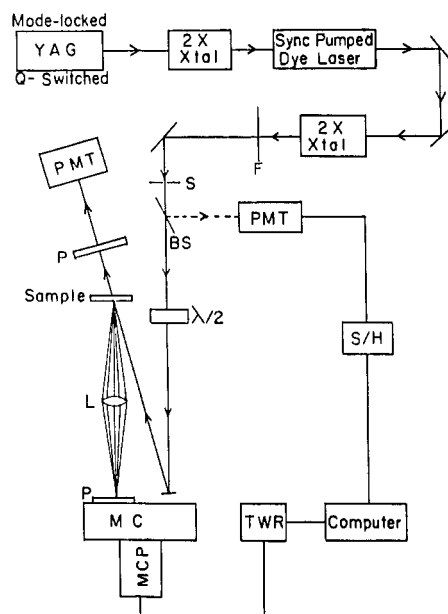 Mode-locked
YAG
Q-Switched
2X
Xtal
Sync Pumped
Dye Laser
2X
Xtal
F
S
BS
PMT
PMT
P
Sample
λ/2
S/H
L
P
MC
MCP
TWR
Computer